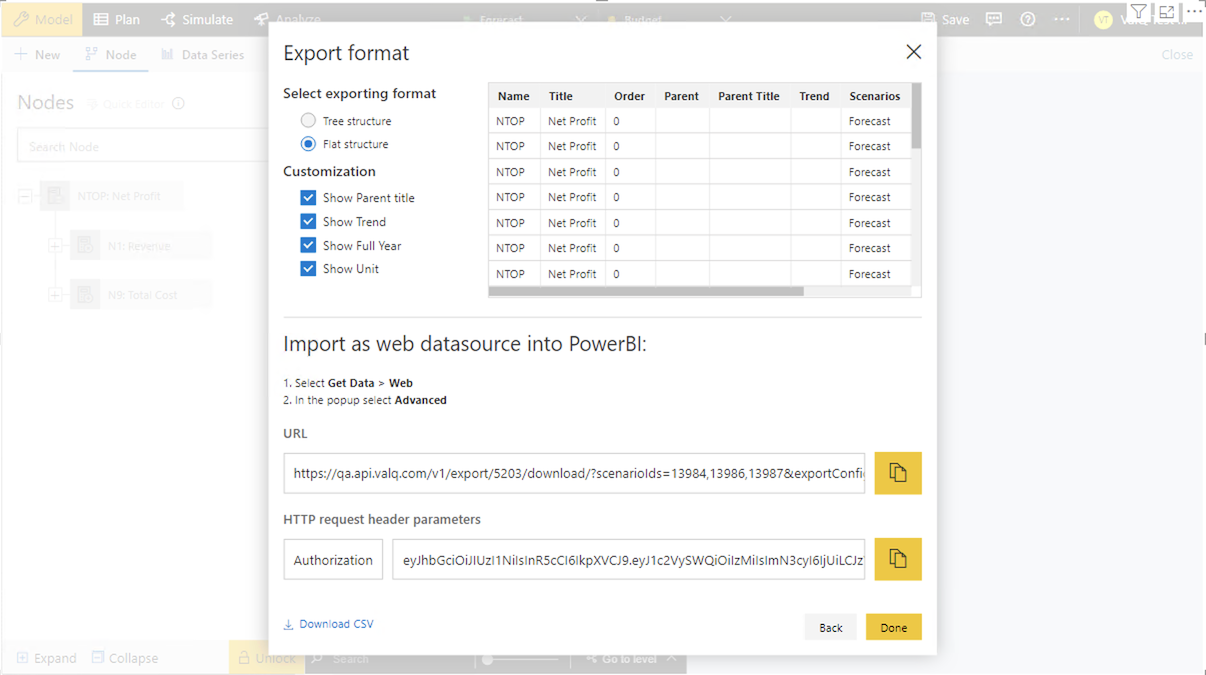 Model Plan Simulate Analyze Forecast Budget Save
New Node Data Series Close
Nodes Quick Editor
Search Node
NTOP: Net Profit
N1: Revenue
N9: Total Cost
Expand Collapse Unlock Search Go to level
Export format
Select exporting format
Tree structure
Flat structure
Customization
Show Parent title
Show Trend
Show Full Year
Show Unit
Name Title Order Parent Parent Title Trend Scenarios
NTOP Net Profit 0 Forecast
NTOP Net Profit 0 Forecast
NTOP Net Profit 0 Forecast
NTOP Net Profit 0 Forecast
NTOP Net Profit 0 Forecast
NTOP Net Profit 0 Forecast
NTOP Net Profit 0 Forecast
Import as web datasource into PowerBI:
1. Select Get Data > Web
2. In the popup select Advanced
URL
https://qa.api.valq.com/v1/export/5203/download/?scenarioIds=13984,13986,13987&exportConfi
HTTP request header parameters
Authorization eyJhbGciOiJIUzI1NiIsInR5cCI6IkpXVCJ9.eyJ1c2VySWQiOiIzMiIsImN3cyI6IjUiLCJz
Download CSV
Back Done